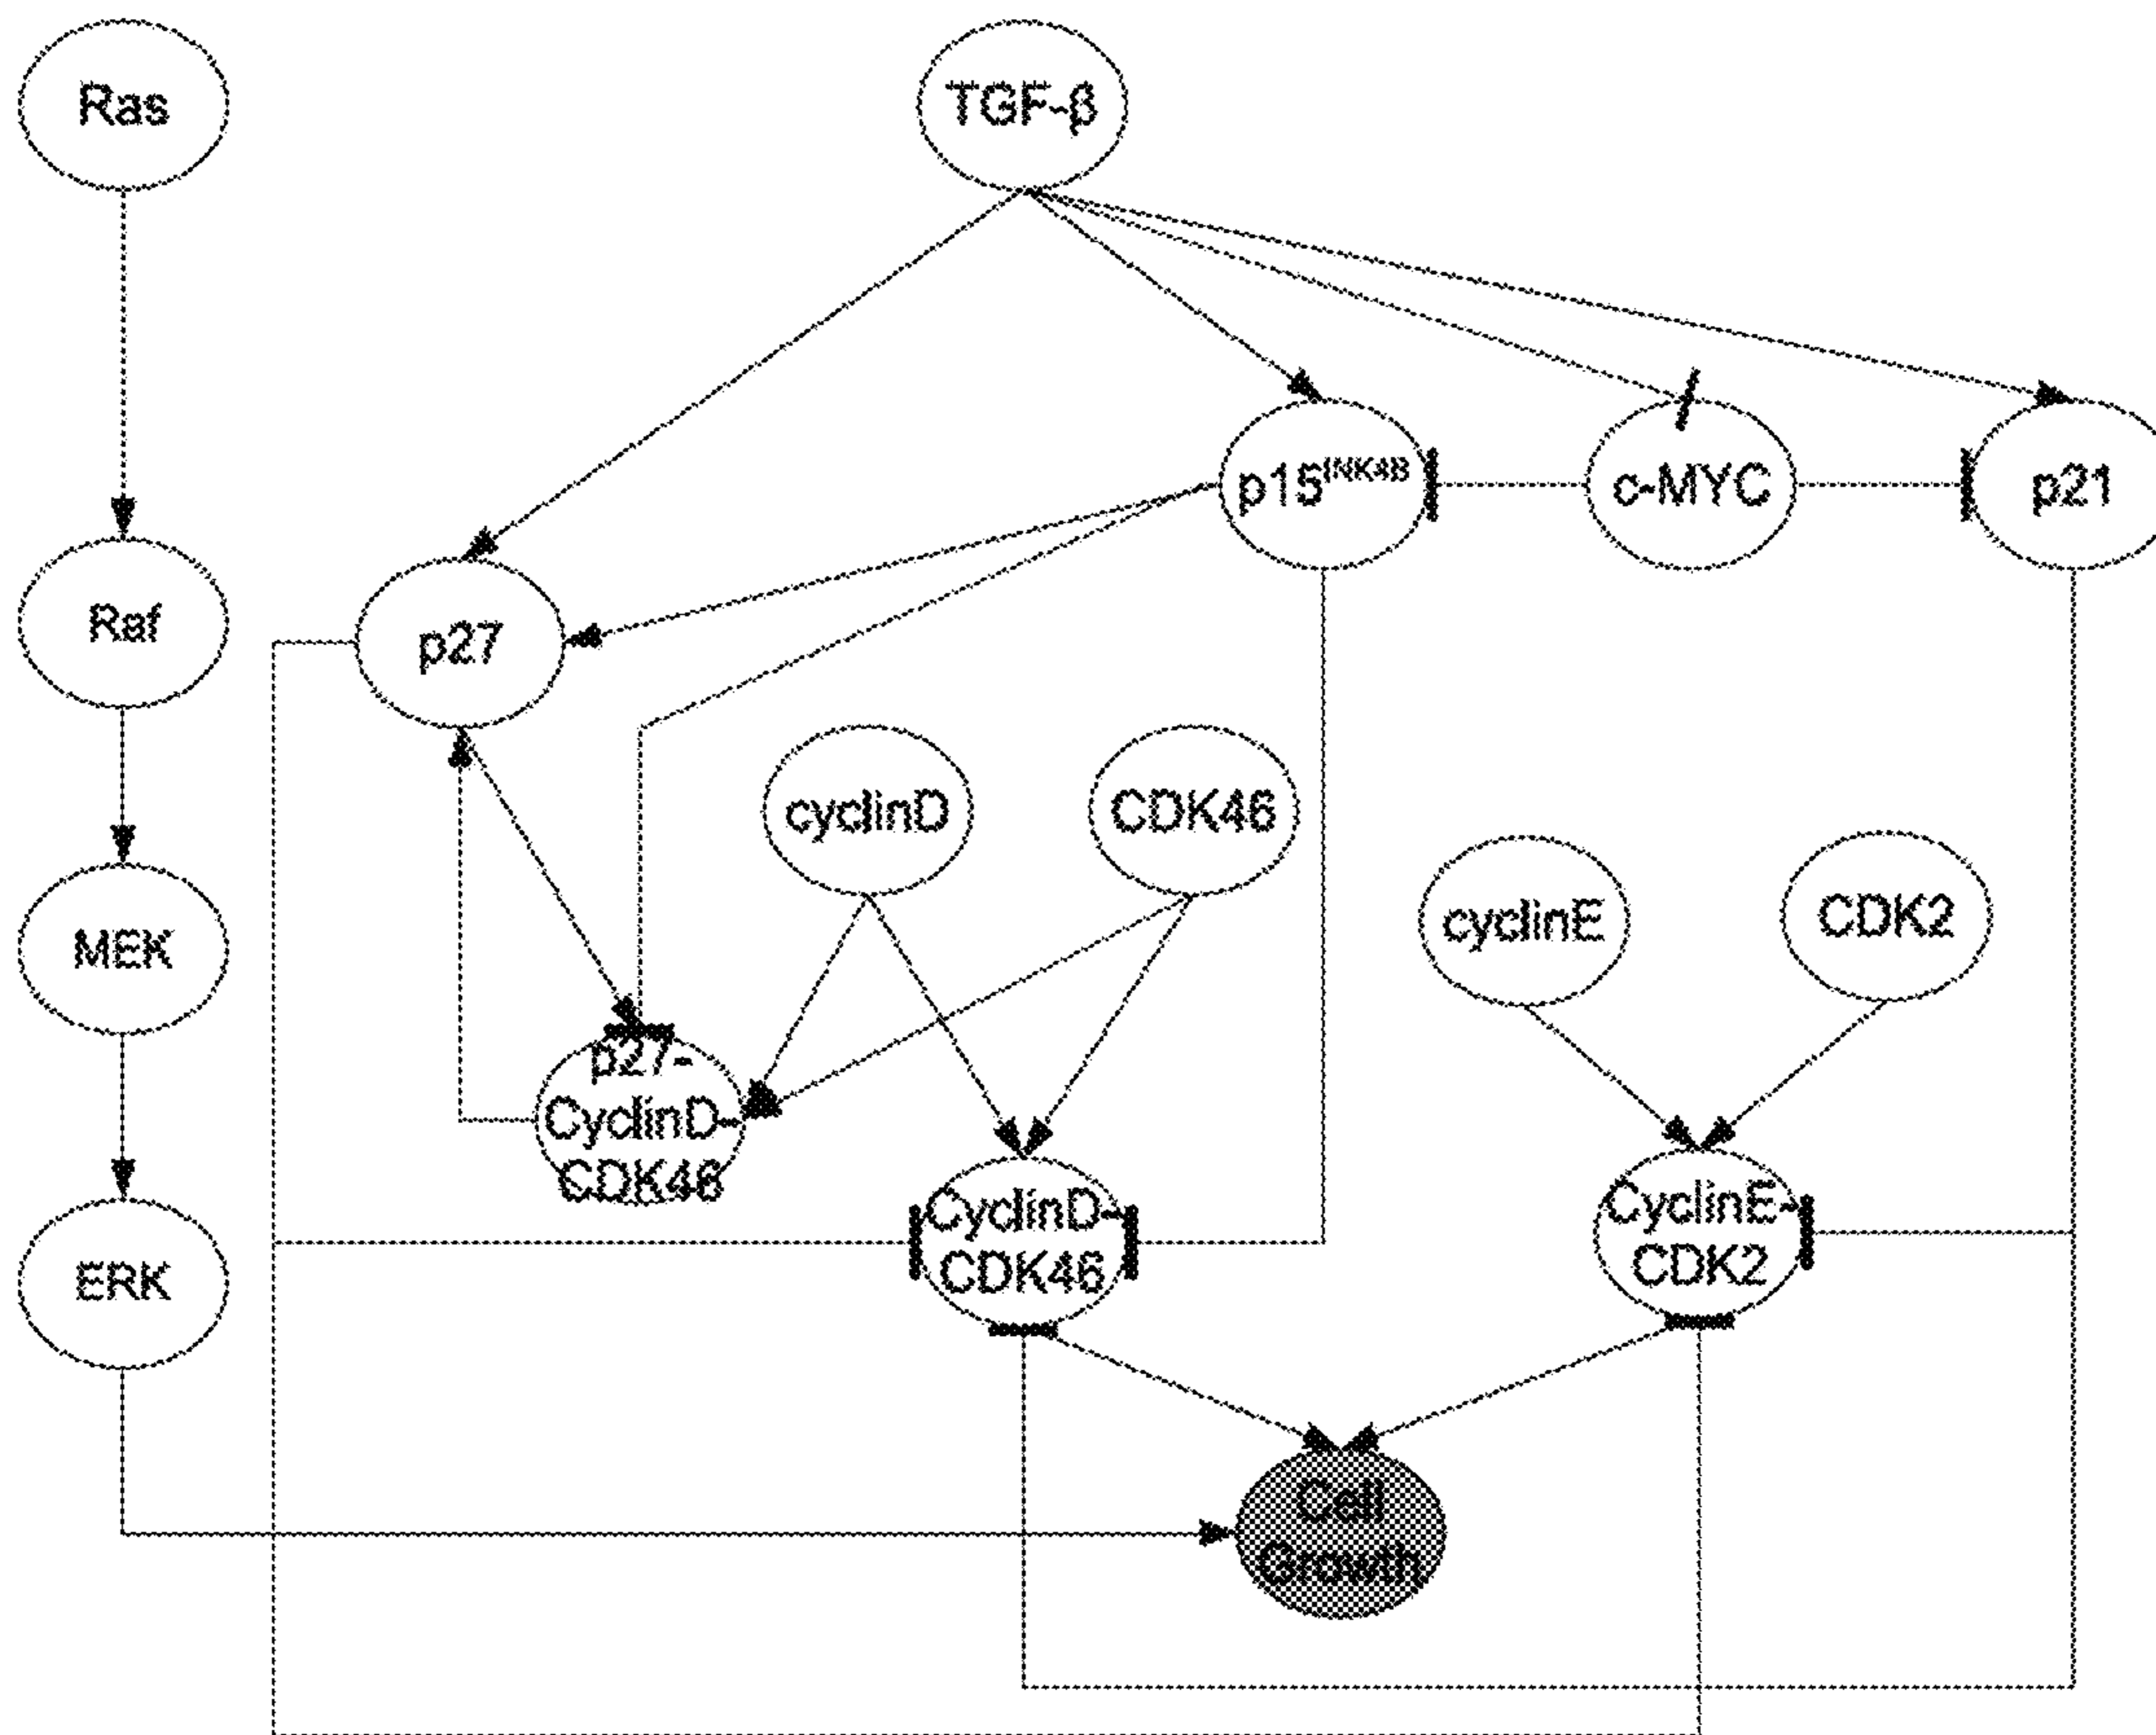 Ras
TGF-β
p15INK4B
c-MYC
p21
Raf
p27
cyclinD
CDK46
cyclinE
CDK2
MEK
p27-
CyclinD-
CDK46
CyclinD-
CDK46
CyclinE-
CDK2
ERK
Cell
Growth